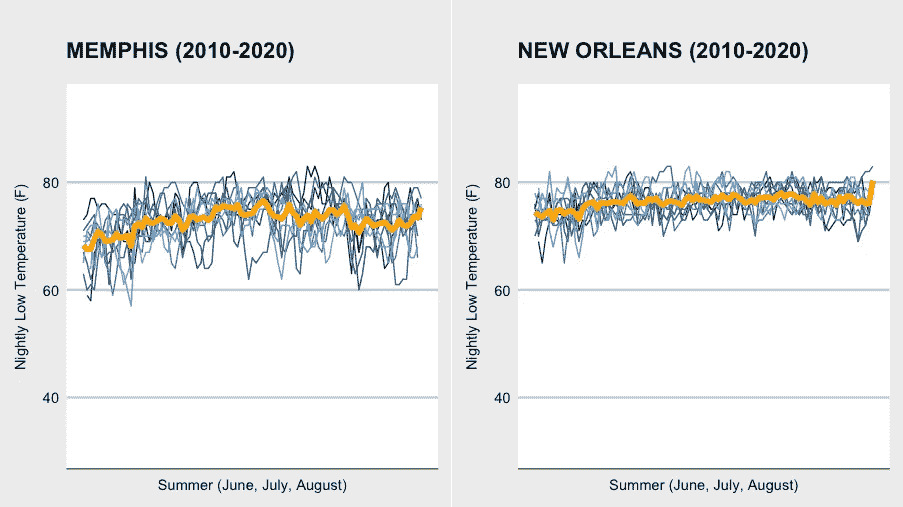 MEMPHIS (2010-2020)
Nightly Low Temperature (F)
80
60
40
Summer (June, July, August)
NEW ORLEANS (2010-2020)
Nightly Low Temperature (F)
80
60
40
Summer (June, July, August)